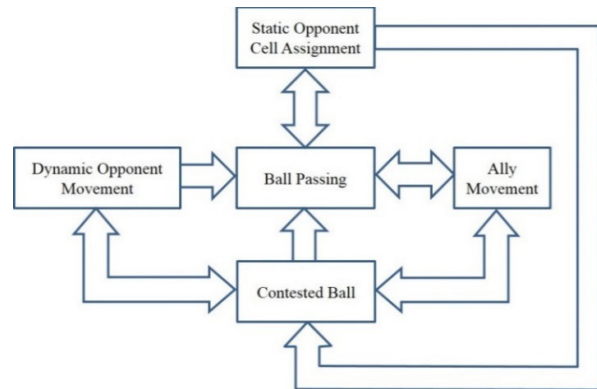 Static Opponent
Cell Assignment
Dynamic Opponent
Movement
Ball Passing
Ally
Movement
Contested Ball